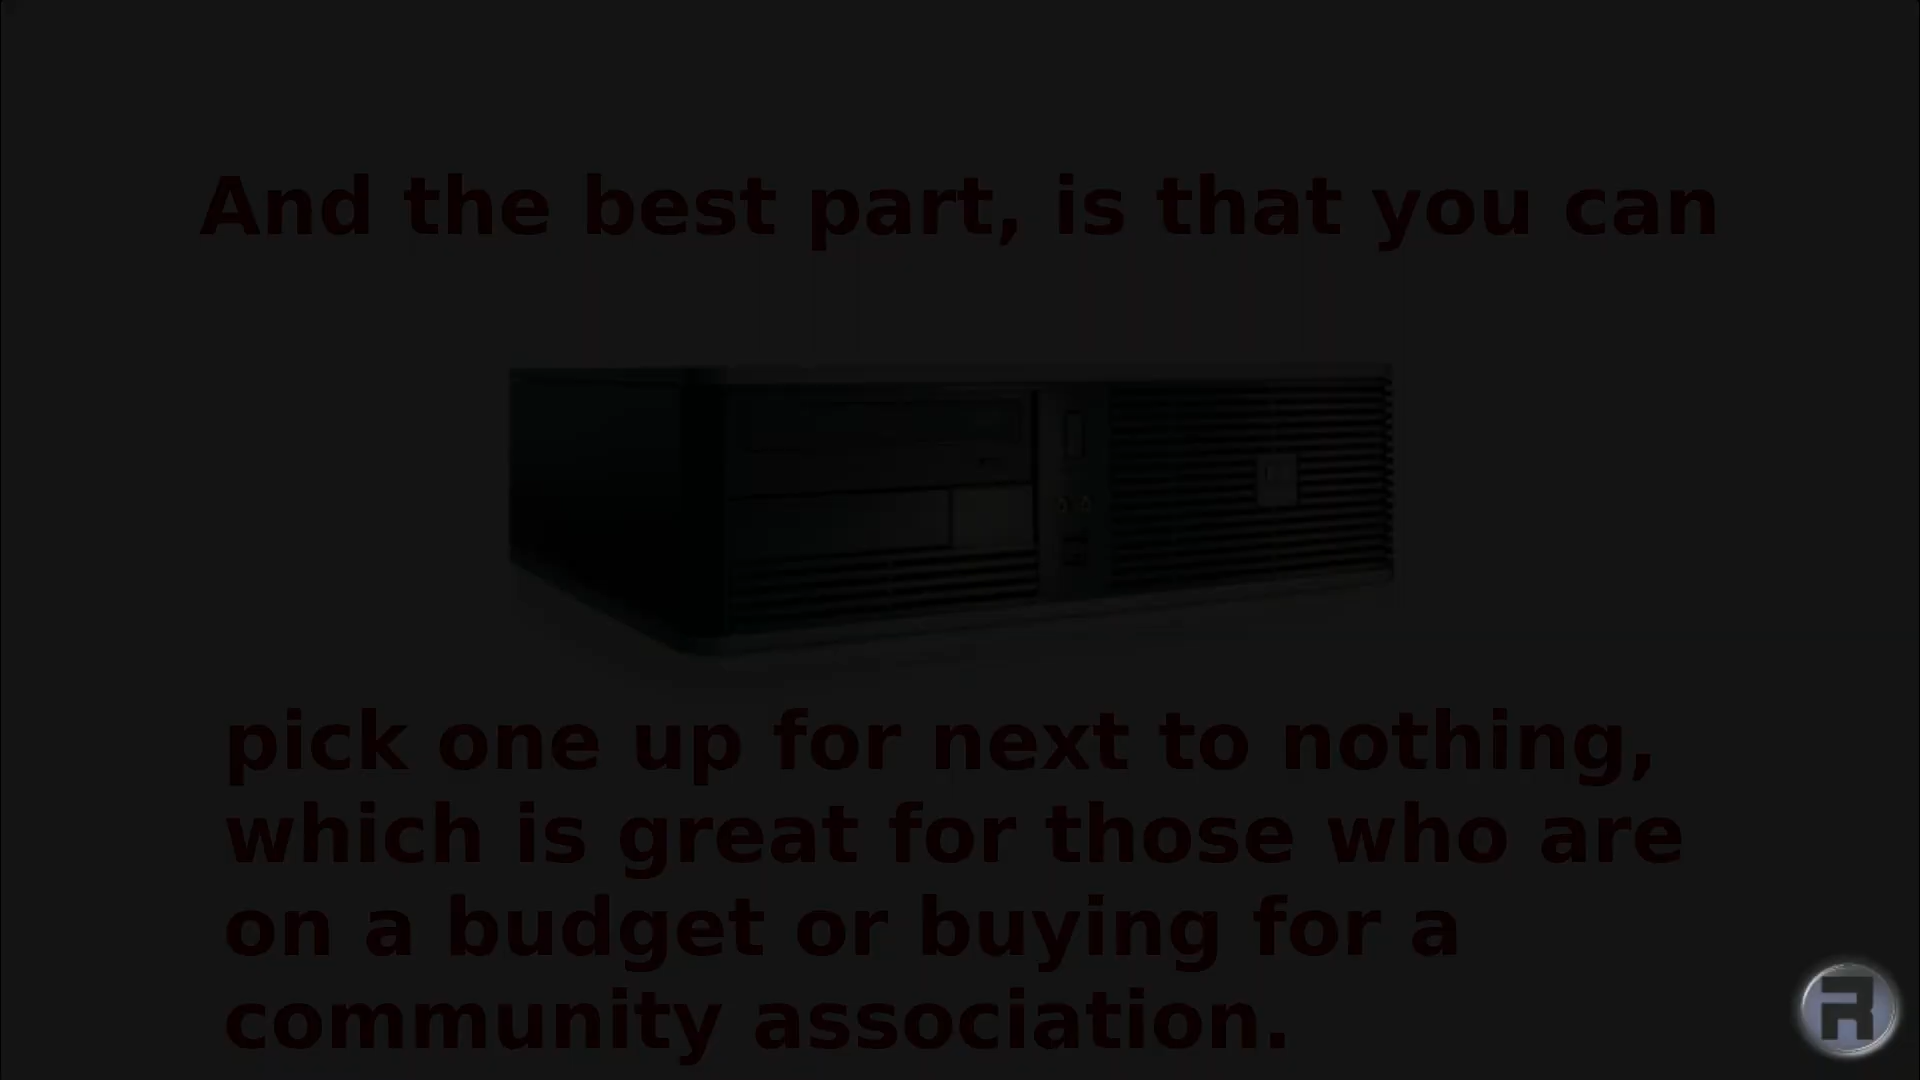 And the best part, is that you can
pick one up for next to nothing,
which is great for those who are
on a budget or buying for a
community association.
R